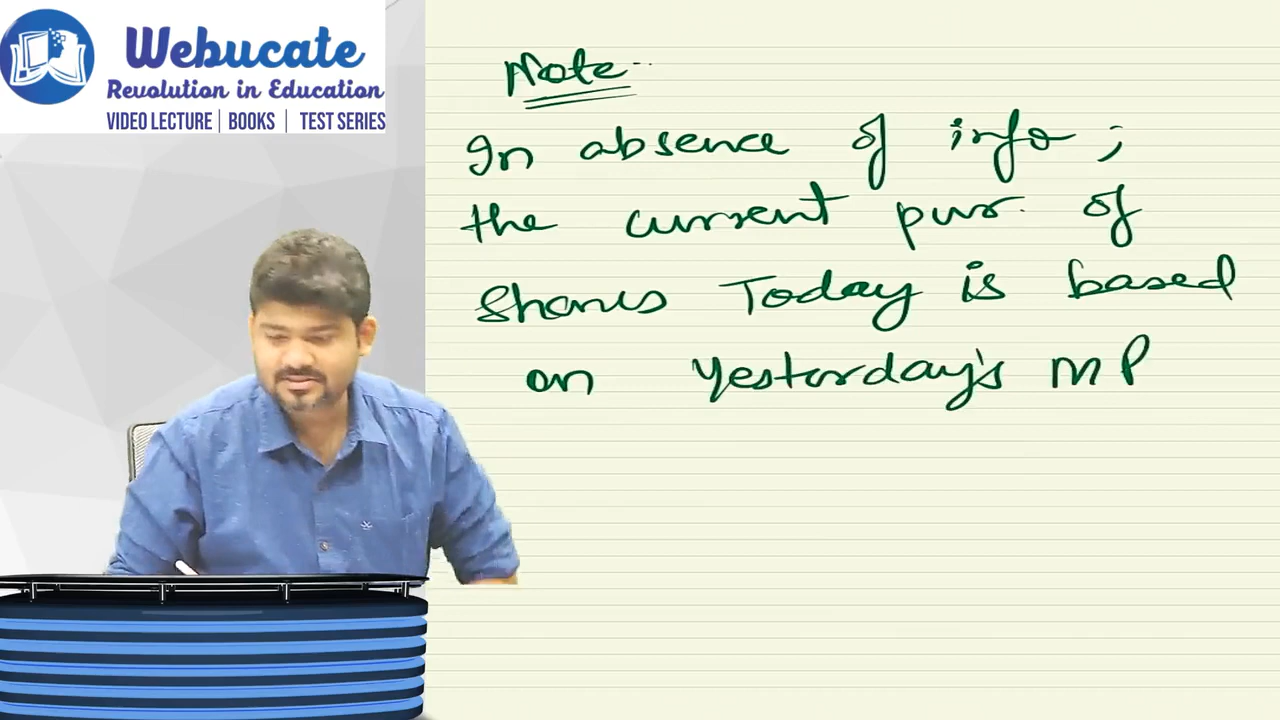 Webucate
Revolution in Education
VIDEO LECTURE | BOOKS | TEST SERIES
Note:-
In absence of info ;
the current pur. of
Shares Today is based
on Yesterday's MP